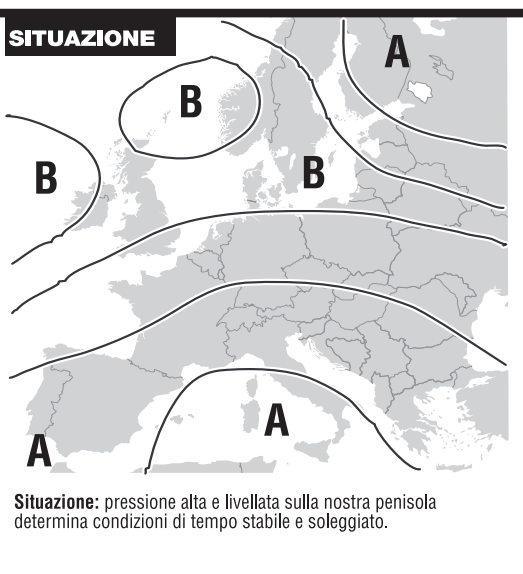 SITUAZIONE
A
B
B
B
A
A
Situazione: pressione alta e livellata sulla nostra penisola
determina condizioni di tempo stabile e soleggiato.